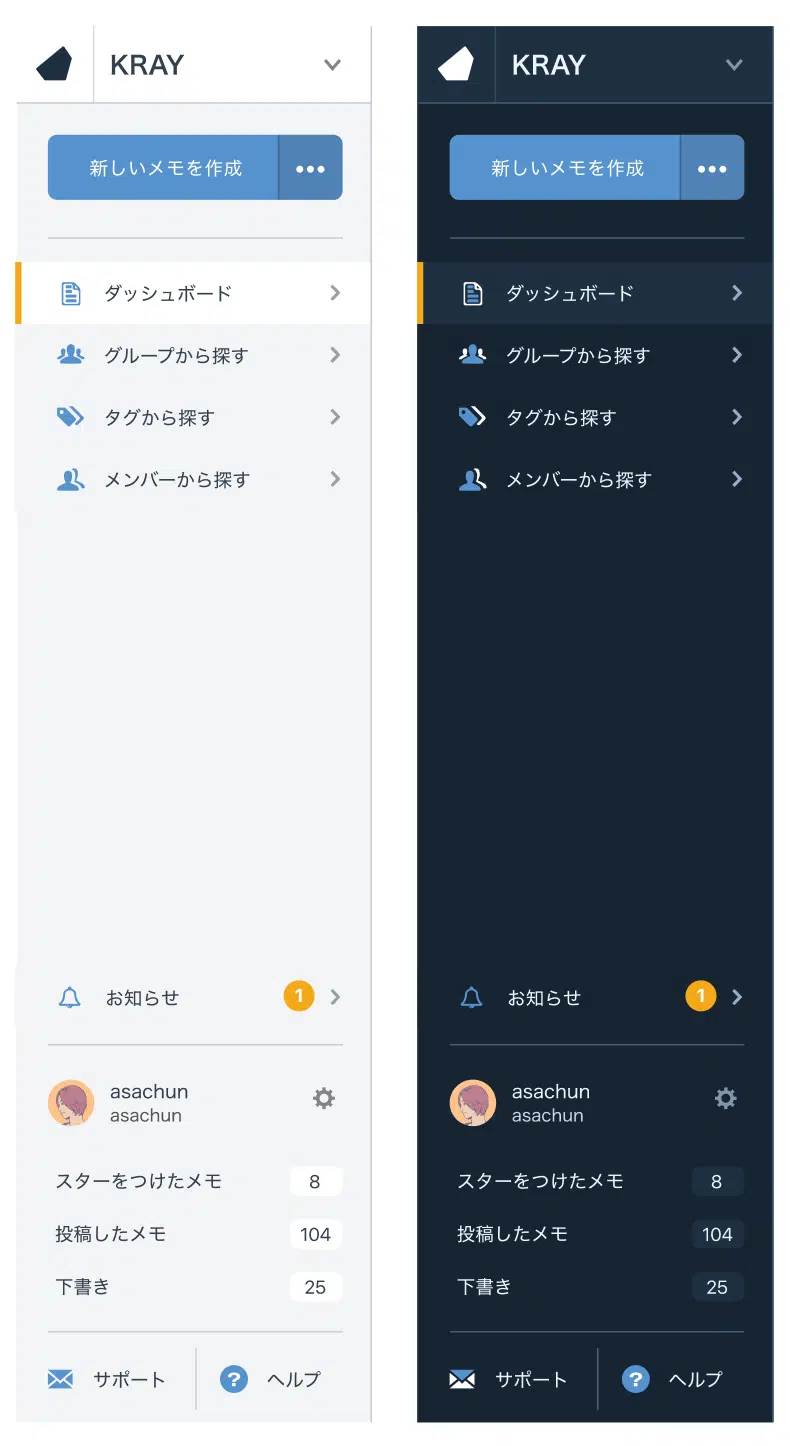 KRAY
新しいメモを作成
ダッシュボード
グループから探す
タグから探す
メンバーから探す
お知らせ 1
asachun
asachun
スターをつけたメモ 8
投稿したメモ 104
下書き 25
サポート ? ヘルプ
KRAY
新しいメモを作成
ダッシュボード
グループから探す
タグから探す
メンバーから探す
お知らせ 1
asachun
asachun
スターをつけたメモ 8
投稿したメモ 104
下書き 25
サポート ? ヘルプ